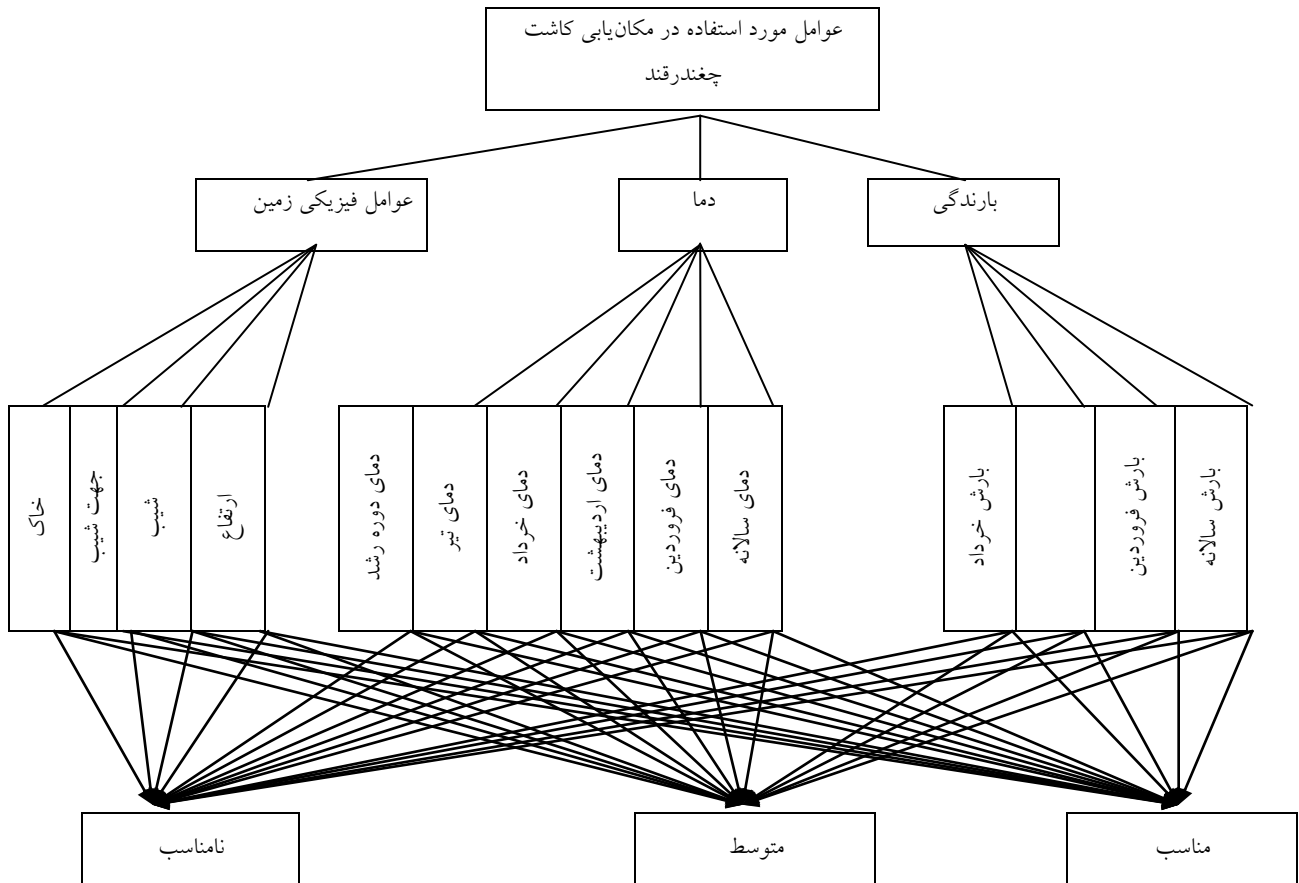 عوامل مورد استفاده در مکان‌یابی کاشت
چغندرقند
بارندگی
دما
عوامل فیزیکی زمین
بارش سالانه
بارش فروردین
بارش خرداد
دمای سالانه
دمای فروردین
دمای اردیبهشت
دمای خرداد
دمای تیر
دمای دوره رشد
ارتفاع
شیب
جهت شیب
خاک
مناسب
متوسط
نامناسب